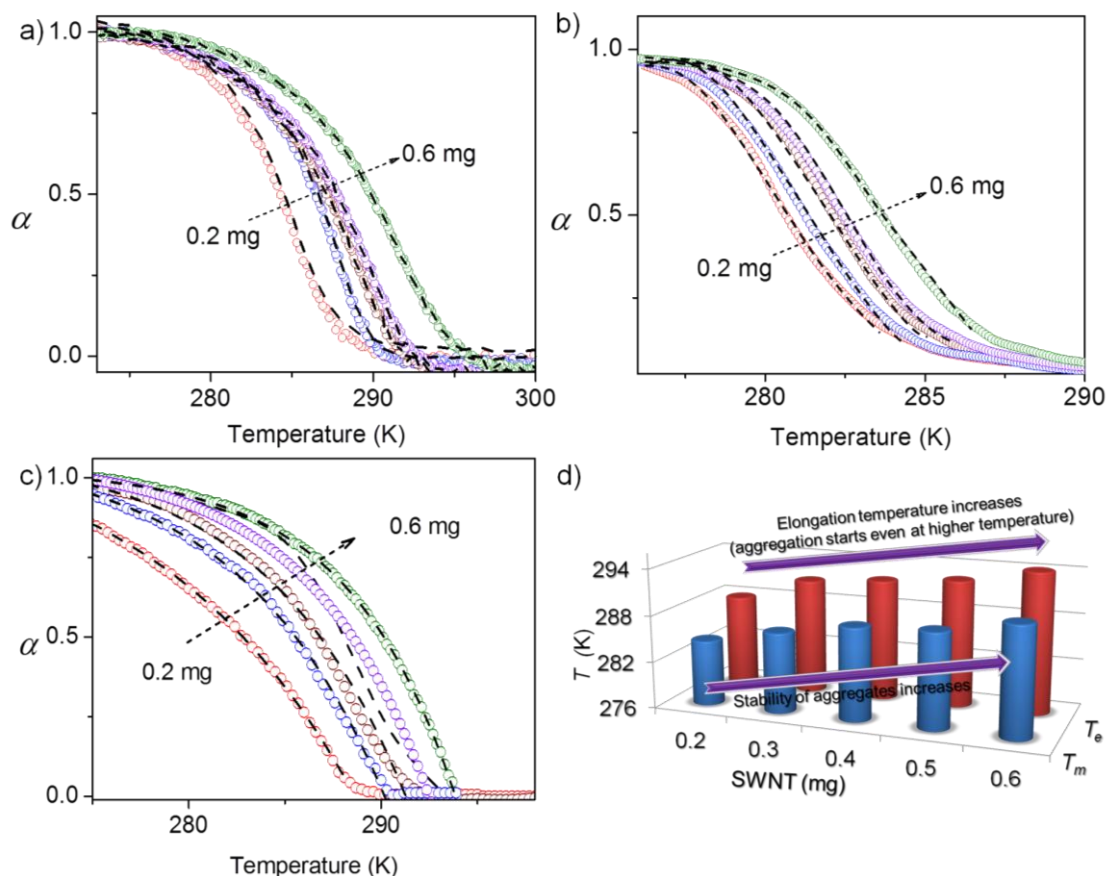 a)
1.0
0.5
0.0
α
0.6 mg
0.2 mg
280
290
300
Temperature (K)
b)
1.0
0.5
α
0.6 mg
0.2 mg
280
285
290
Temperature (K)
c)
1.0
0.5
0.0
α
0.6 mg
0.2 mg
280
290
Temperature (K)
d)
Elongation temperature increases
(aggregation starts even at higher temperature)
294
288
282
276
T (K)
Stability of aggregates increases
0.2
0.3
0.4
0.5
0.6
SWNT (mg)
Te
Tm